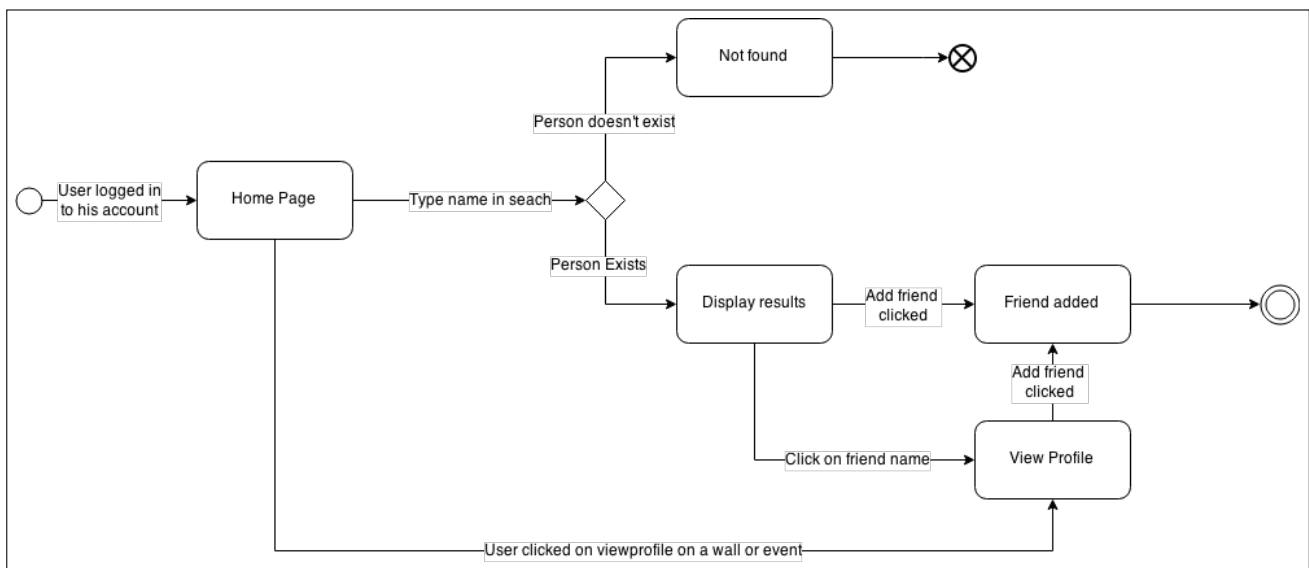 Not found
Person doesn't exist
User logged in
to his account
Home Page
Type name in seach
Person Exists
Display results
Add friend
clicked
Friend added
Add friend
clicked
Click on friend name
View Profile
User clicked on viewprofile on a wall or event